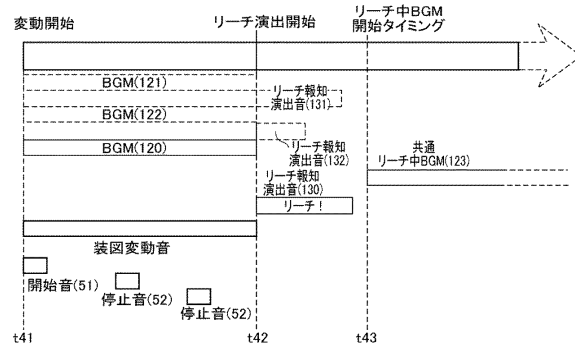 変動開始
リーチ演出開始
リーチ中BGM
開始タイミング
BGM(121)
リーチ報知
演出音(131)
BGM(122)
リーチ報知
演出音(132)
BGM(120)
共通
リーチ中BGM(123)
リーチ報知
演出音(130)
リーチ!
装図変動音
開始音(51)
停止音(52)
停止音(52)
t41
t42
t43